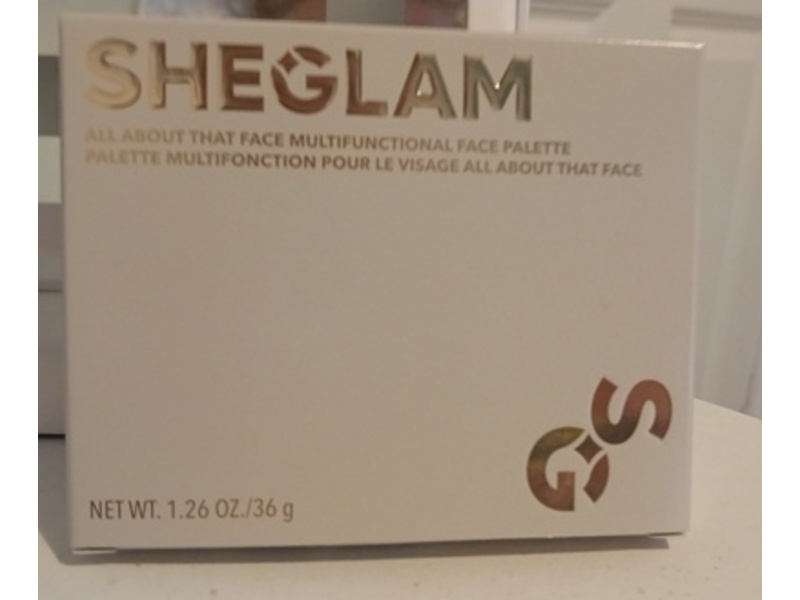 SHEGLAM
ALL ABOUT THAT FACE MULTIFUNCTIONAL FACE PALETTE
PALETTE MULTIFONCTION POUR LE VISAGE ALL ABOUT THAT FACE
SG
NET WT. 1.26 OZ./36 g